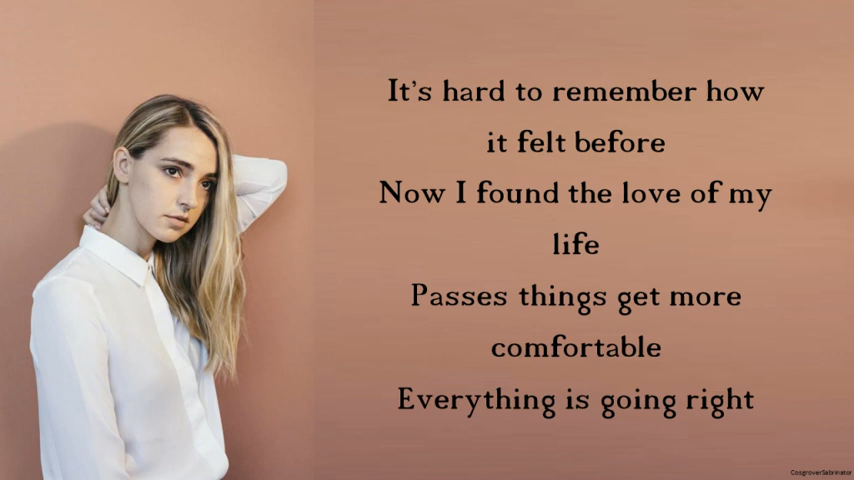 It's hard to remember how
it felt before
Now I found the love of my
life
Passes things get more
comfortable
Everything is going right
CosgroverSabrinator